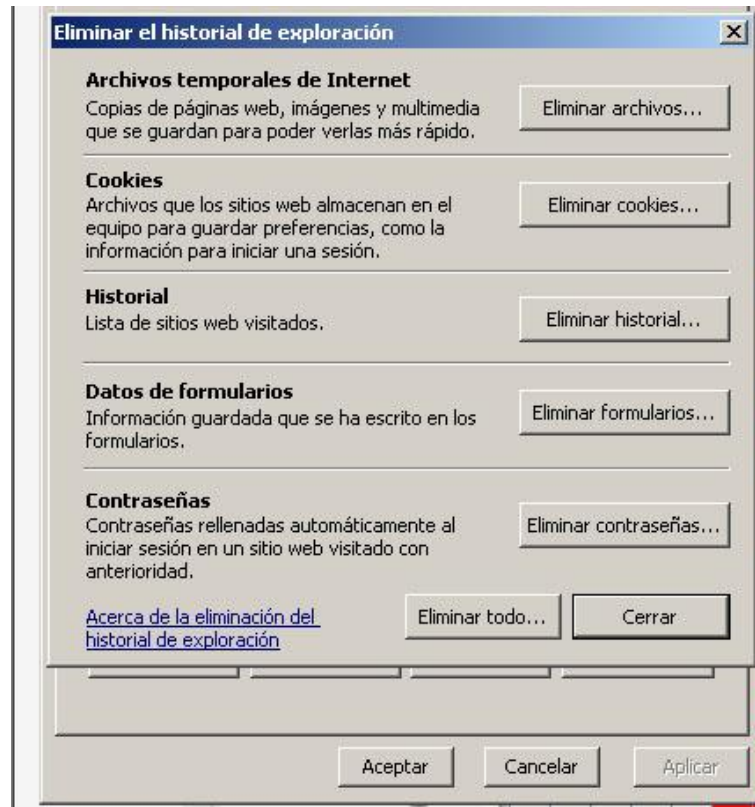 Eliminar el historial de exploración
Archivos temporales de Internet
Copias de páginas web, imágenes y multimedia
que se guardan para poder verlas más rápido.
Eliminar archivos...
Cookies
Archivos que los sitios web almacenan en el
equipo para guardar preferencias, como la
información para iniciar una sesión.
Eliminar cookies...
Historial
Lista de sitios web visitados.
Eliminar historial...
Datos de formularios
Información guardada que se ha escrito en los
formularios.
Eliminar formularios...
Contraseñas
Contraseñas rellenadas automáticamente al
iniciar sesión en un sitio web visitado con
anterioridad.
Eliminar contraseñas...
Acerca de la eliminación del
historial de exploración
Eliminar todo...
Cerrar
Aceptar
Cancelar
Aplicar